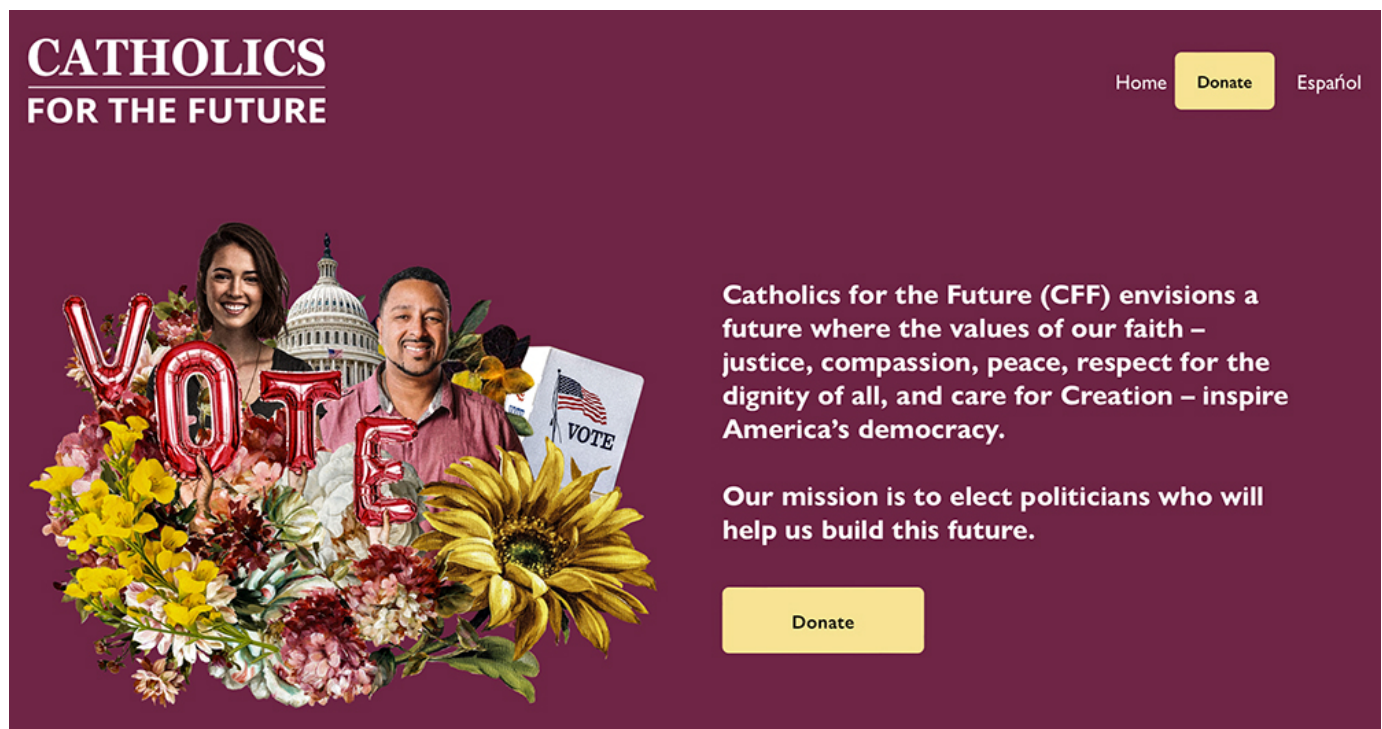 CATHOLICS
FOR THE FUTURE
Home
Donate
Espańol
VOTE
VOTE
Catholics for the Future (CFF) envisions a
future where the values of our faith –
justice, compassion, peace, respect for the
dignity of all, and care for Creation – inspire
America’s democracy.
Our mission is to elect politicians who will
help us build this future.
Donate